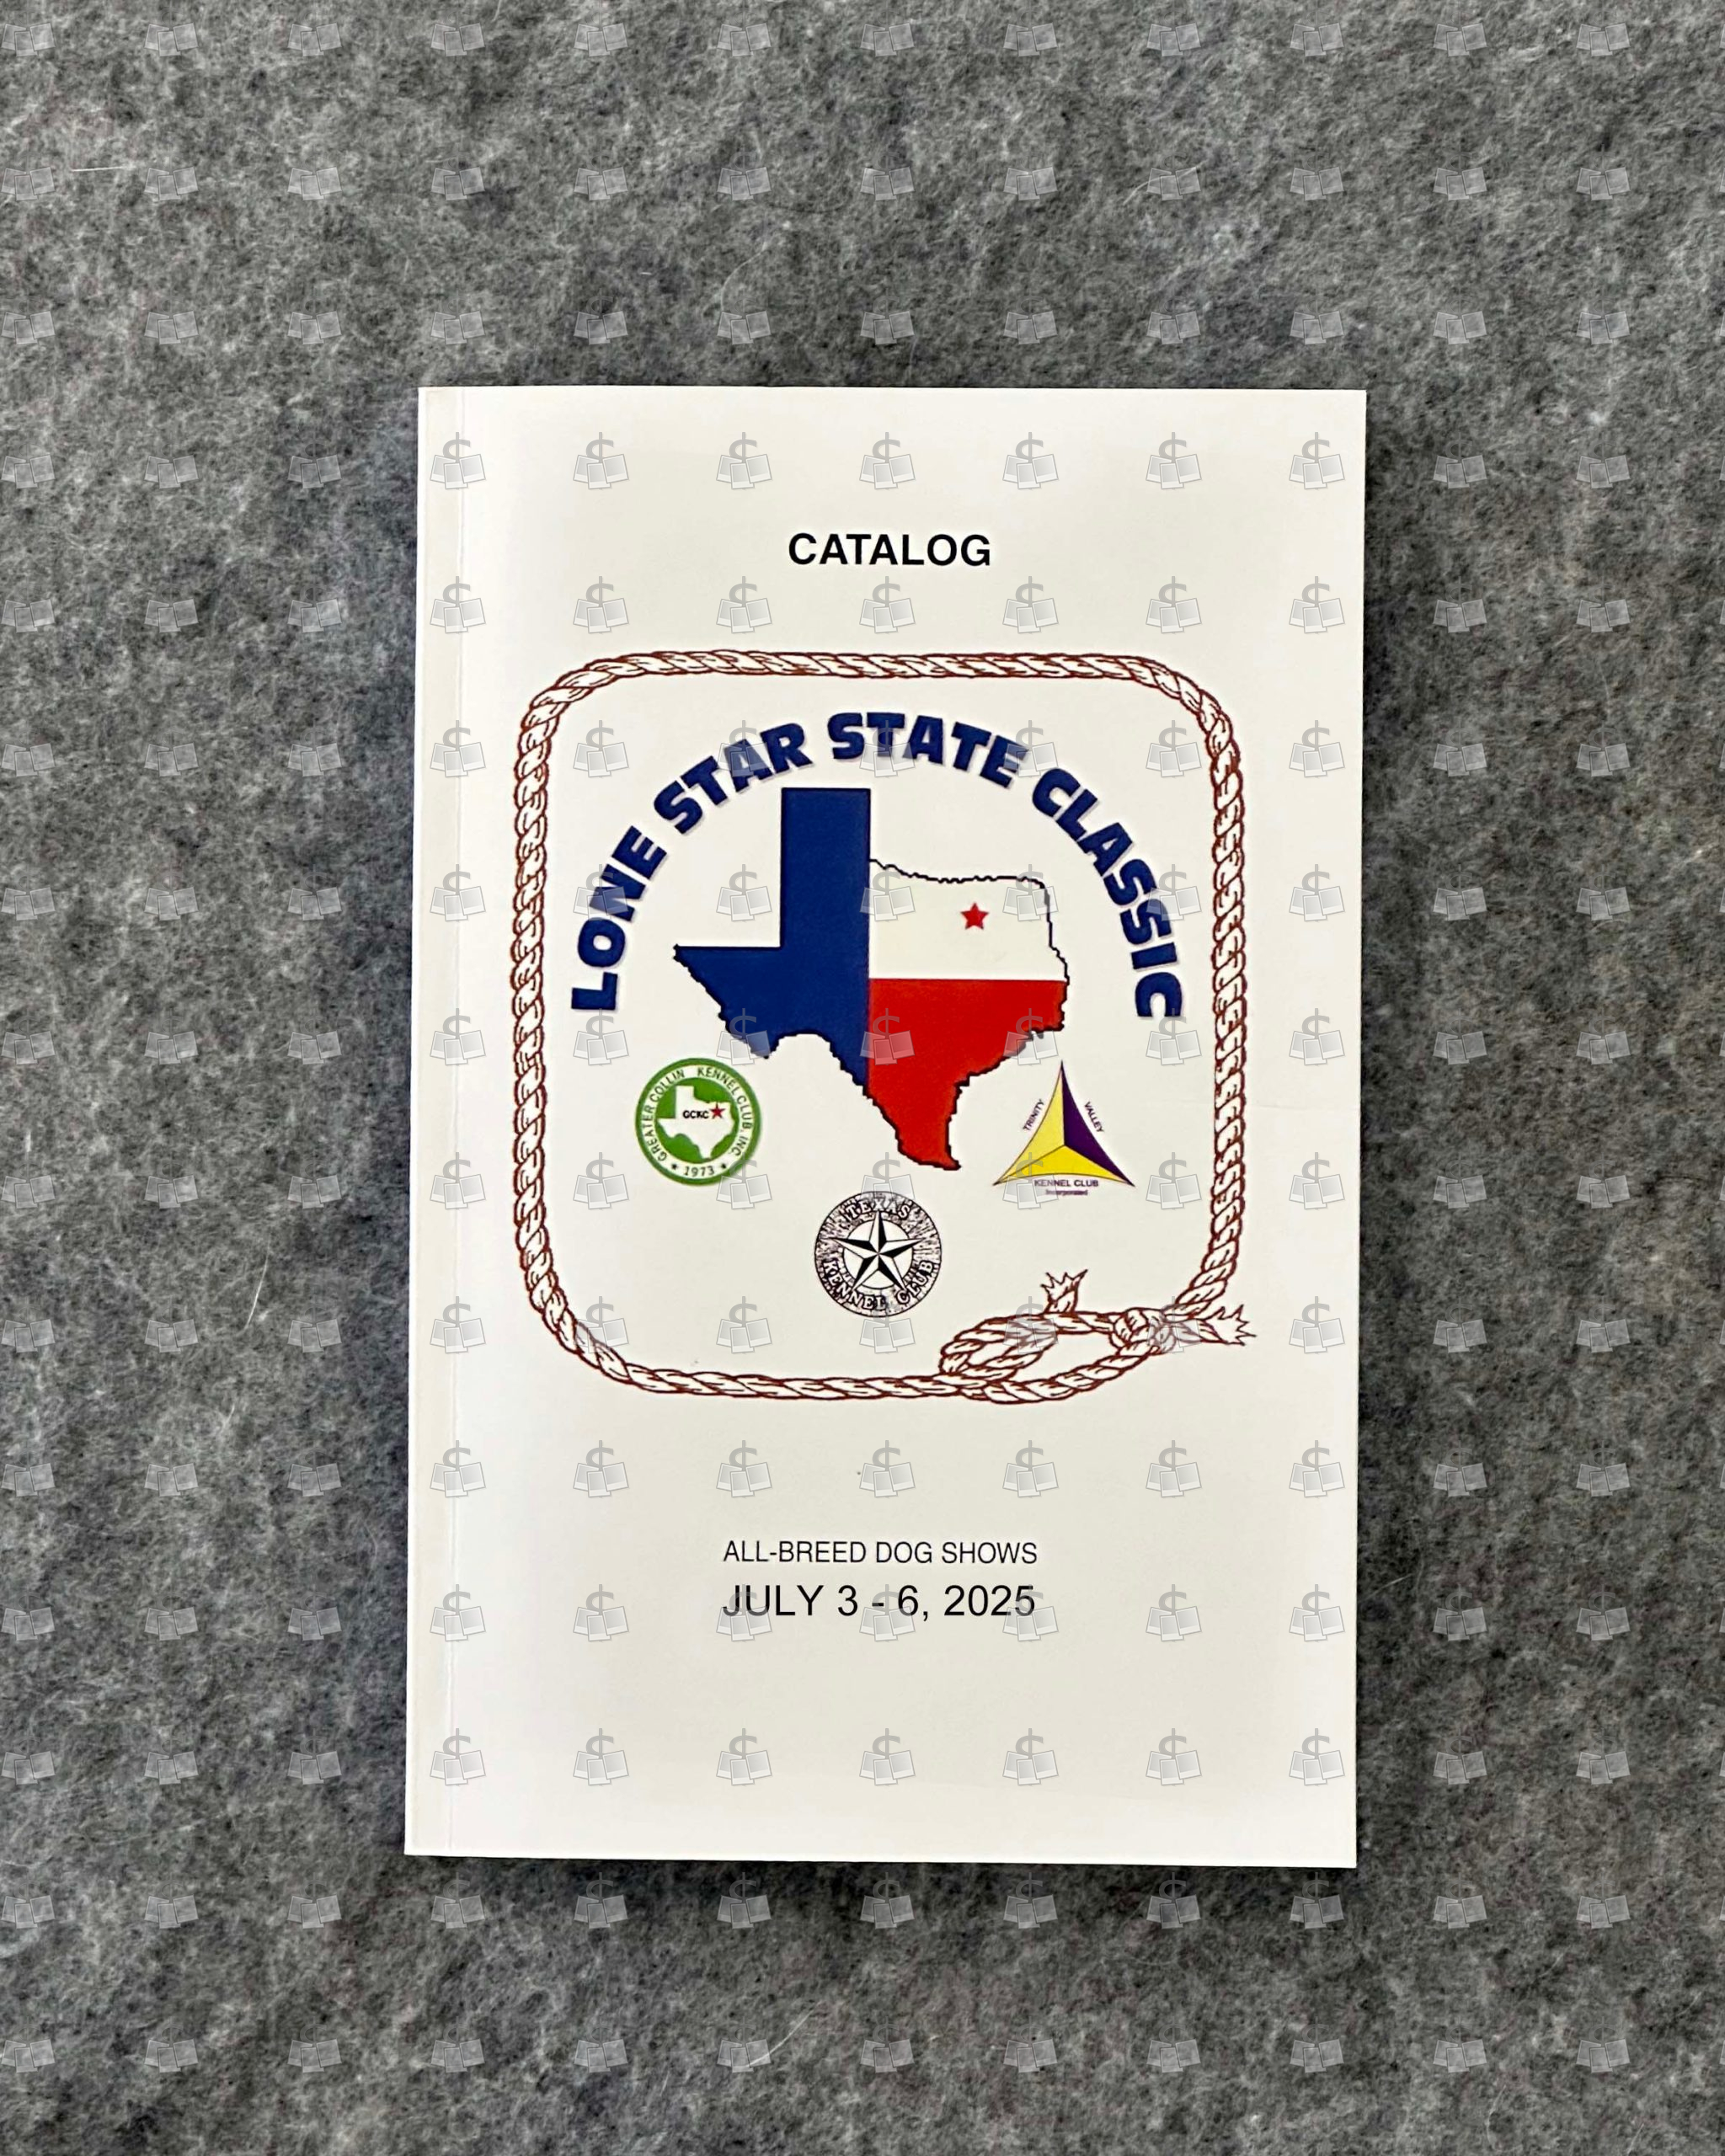 CATALOG
LONE STAR STATE CLASSIC
GREATER COLLIN KENNEL CLUB, INC.
GCKC
1973
TRINITY VALLEY
KENNEL CLUB
Incorporated
TEXAS
KENNEL CLUB
ALL-BREED DOG SHOWS
JULY 3 - 6, 2025